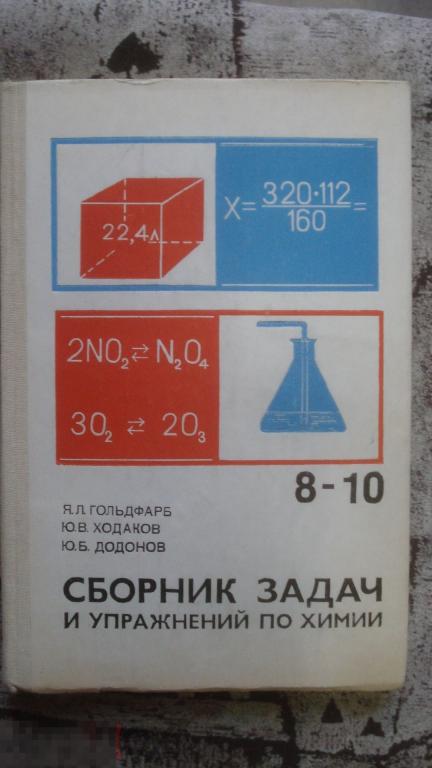 22,4л
X = 320·112 / 160 =
2NO₂ ⇄ N₂O₄
3O₂ ⇄ 2O₃
8-10
Я.Л. ГОЛЬДФАРБ
Ю.В. ХОДАКОВ
Ю.Б. ДОДОНОВ
СБОРНИК ЗАДАЧ
И УПРАЖНЕНИЙ ПО ХИМИИ